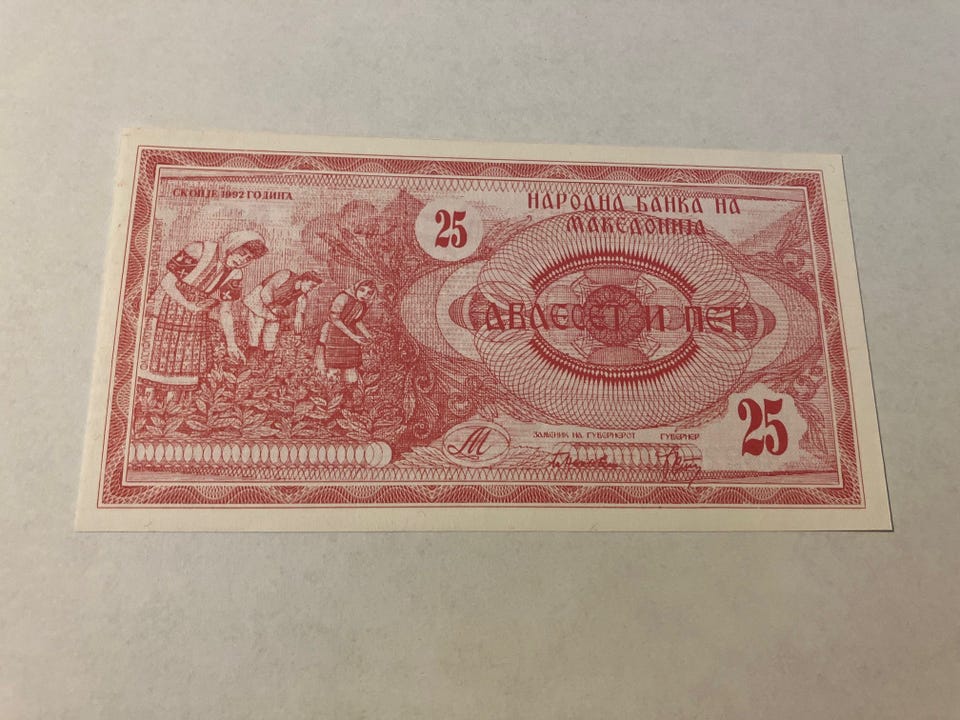 СКОПЈЕ 1992 ГОДИНА
25
НАРОДНА БАНКА НА
МАКЕДОНИЈА
ДВАЕСЕТ И ПЕТ
25
М
ЗАМЕНИК НА ГУВЕРНЕРОТ ГУВЕРНЕР